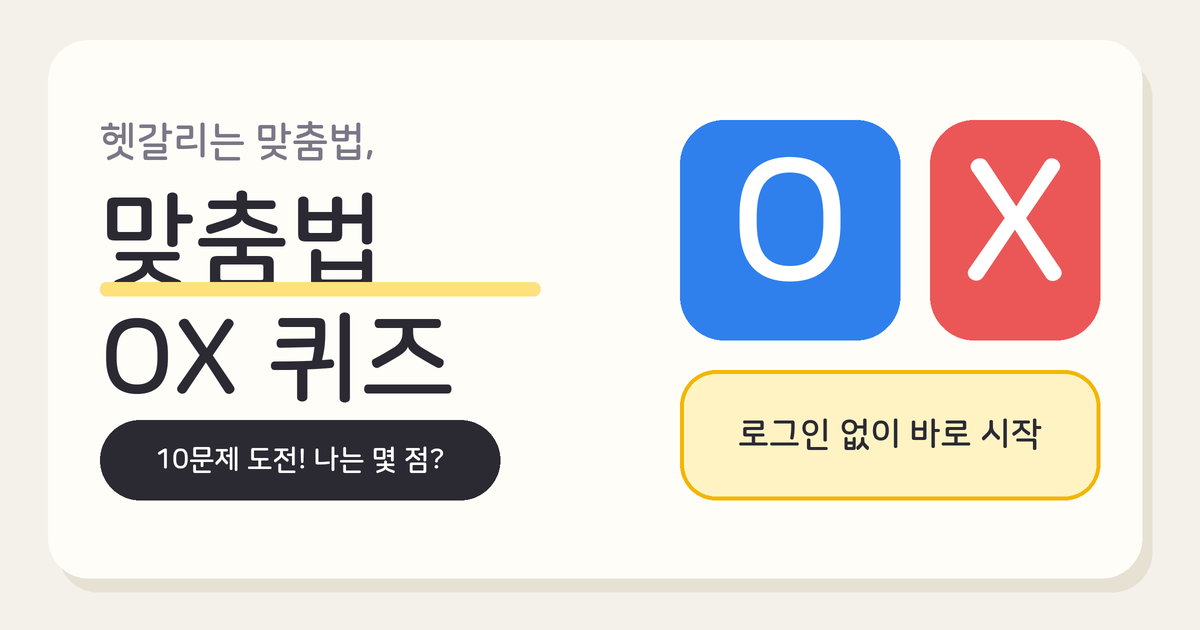 헷갈리는 맞춤법,
맞춤법
OX 퀴즈
10문제 도전! 나는 몇 점?
O X
로그인 없이 바로 시작